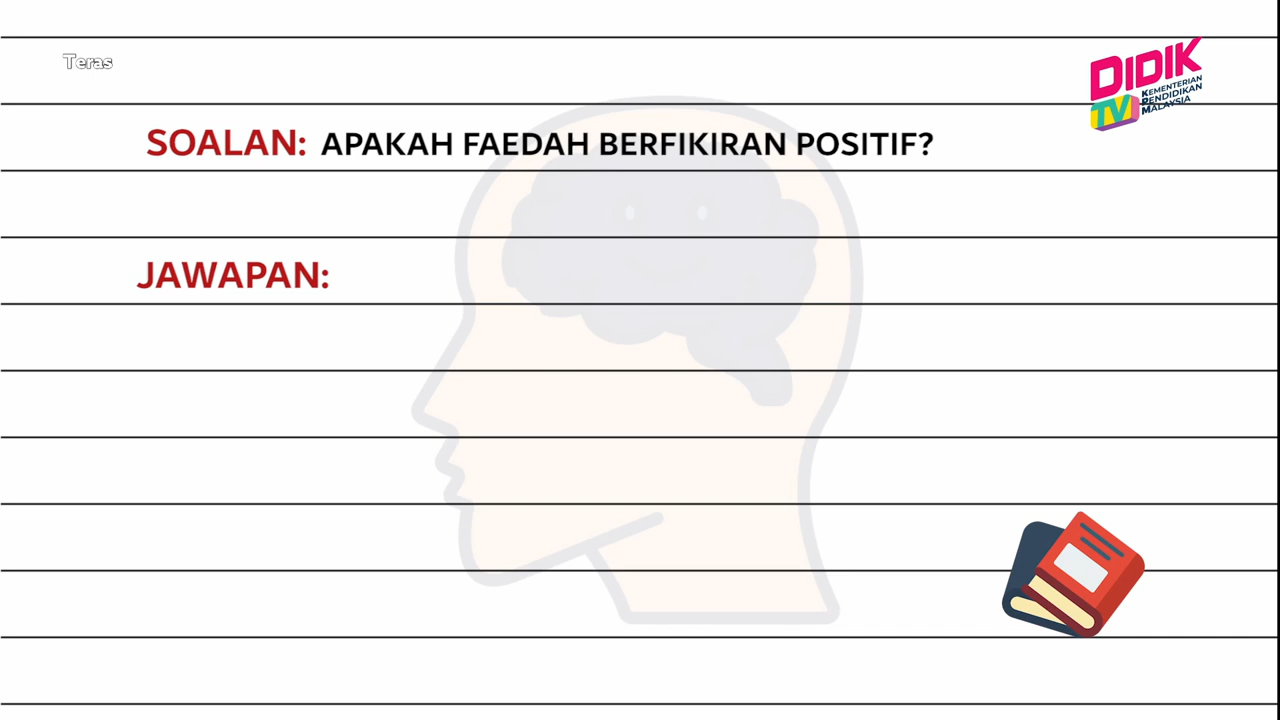 Teras
DIDIK
TV
KEMENTERIAN
PENDIDIKAN
MALAYSIA
SOALAN: APAKAH FAEDAH BERFIKIRAN POSITIF?
JAWAPAN: